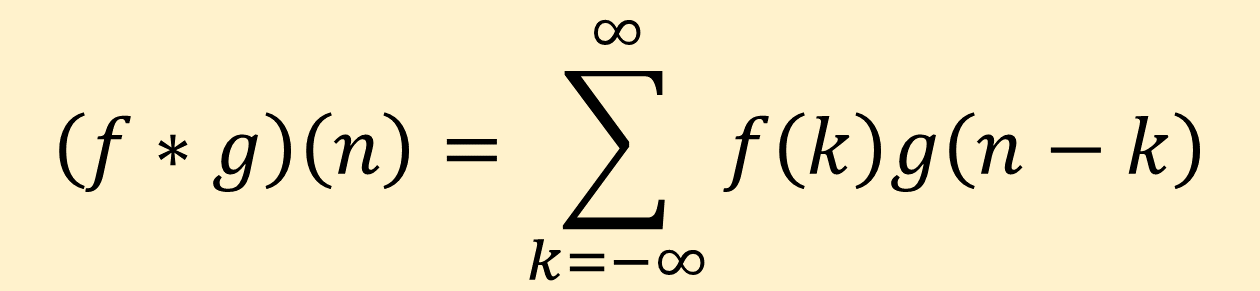 (f ∗ g)(n) = ∑_{k=−∞}^{∞} f(k)g(n − k)